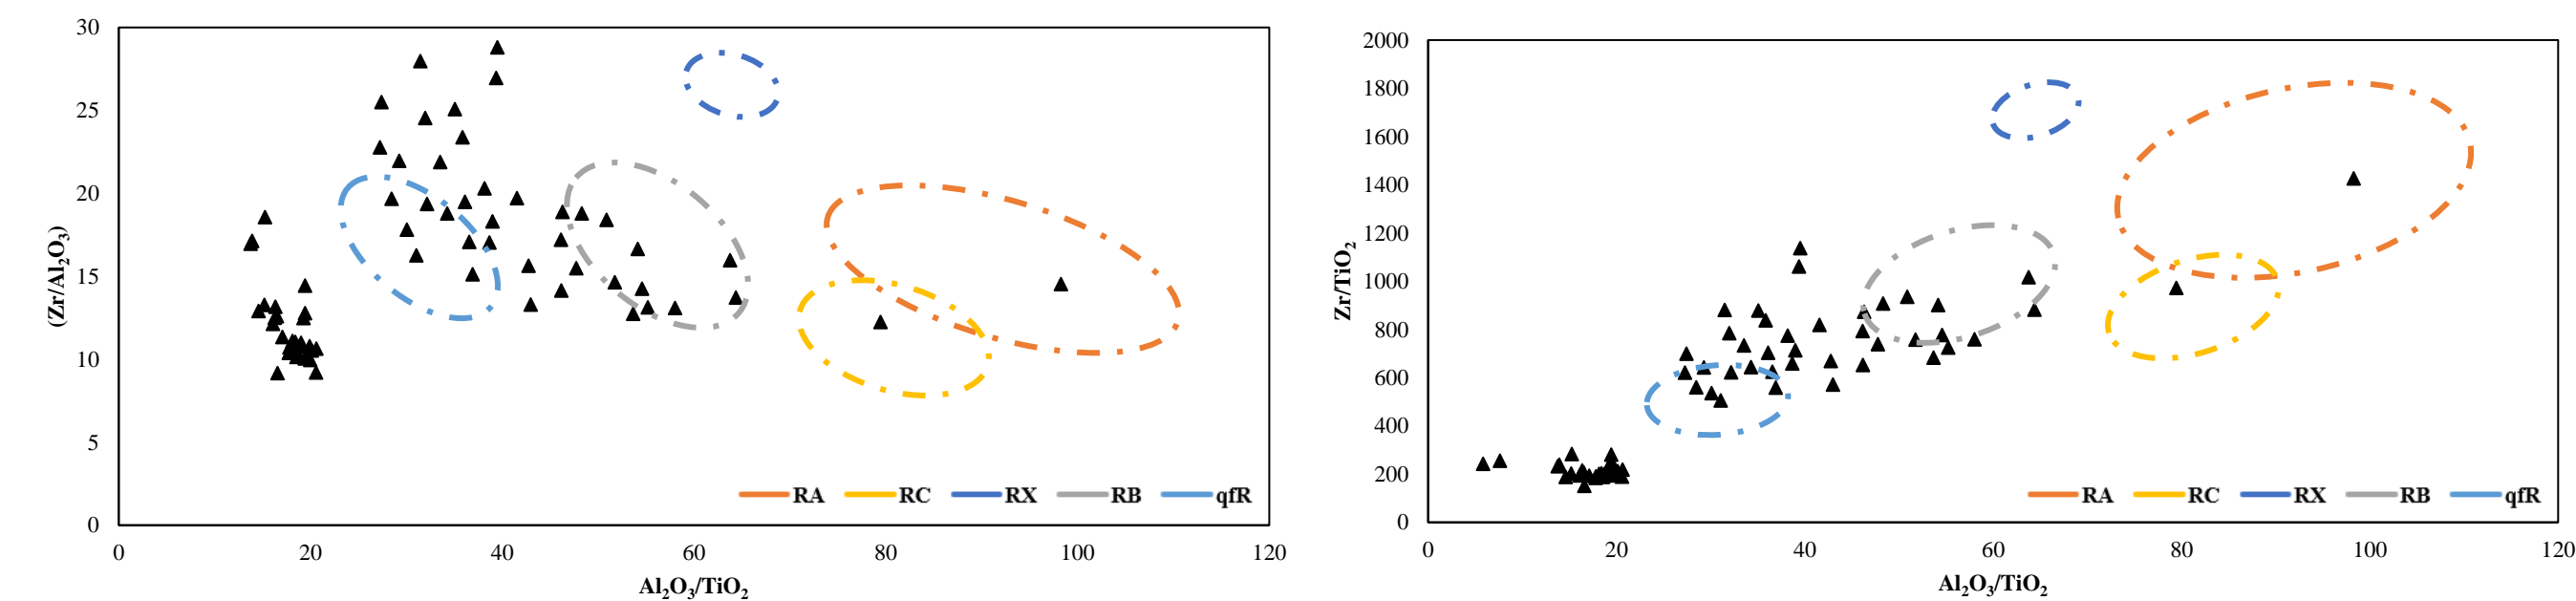 30
25
20
15
10
5
0
(Zr/Al₂O₃)
RA RC RX RB qfR
0 20 40 60 80 100 120
Al₂O₃/TiO₂
2000
1800
1600
1400
1200
1000
800
600
400
200
0
Zr/TiO₂
RA RC RX RB qfR
0 20 40 60 80 100 120
Al₂O₃/TiO₂